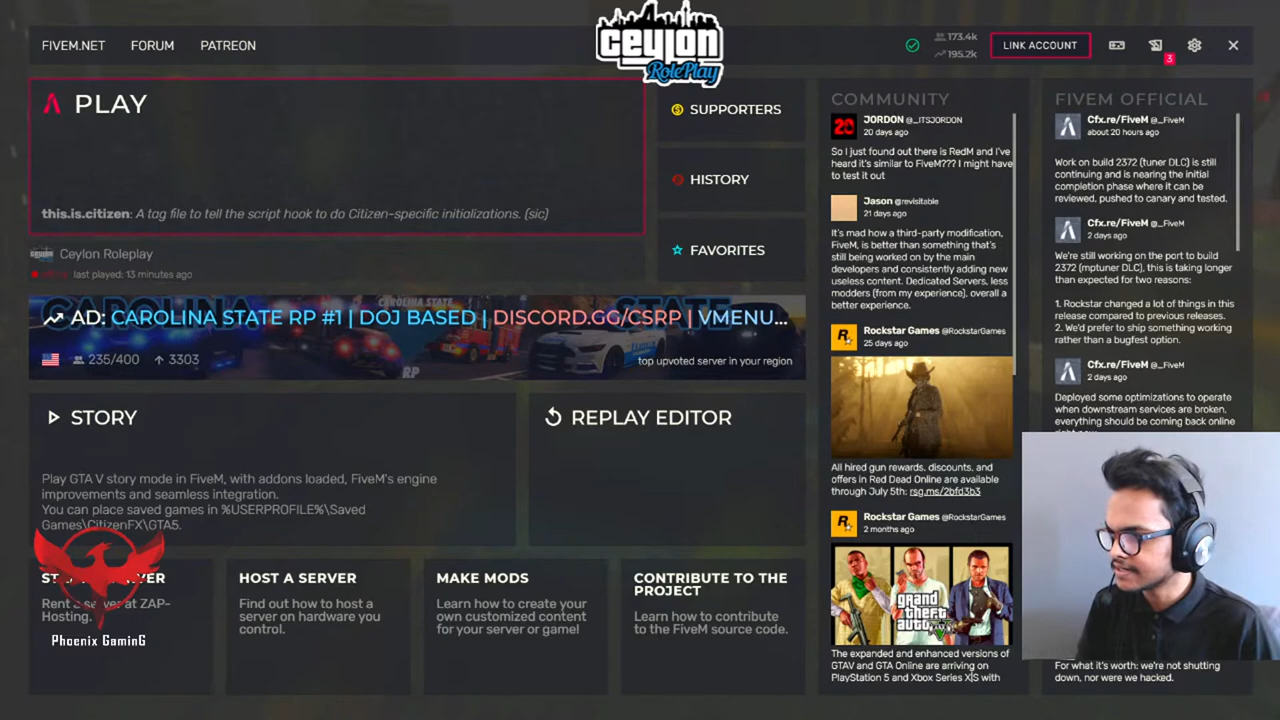 FIVEM.NET
FORUM
PATREON
CEYLON
RolePlay
173.4k
195.2k
LINK ACCOUNT
3
PLAY
this.is.citizen: A tag file to tell the script hook to do Citizen-specific initializations. (sic)
SUPPORTERS
HISTORY
FAVORITES
Ceylon Roleplay
last played: 13 minutes ago
AD: CAROLINA STATE RP #1 | DOJ BASED | DISCORD.GG/CSRP | VMENU...
235/400
3303
top upvoted server in your region
STORY
Play GTA V story mode in FiveM, with addons loaded, FiveM's engine
improvements and seamless integration.
You can place saved games in %USERPROFILE%\Saved
Games\CitizenFX\GTA5.
REPLAY EDITOR
Hosting.
Phoenix GaminG
HOST A SERVER
Find out how to host a
server on hardware you
control.
MAKE MODS
Learn how to create your
own customized content
for your server or game!
CONTRIBUTE TO THE
PROJECT
Learn how to contribute
to the FiveM source code.
COMMUNITY
20
JORDON @_ITSJORDON
20 days ago
So I just found out there is RedM and I've
heard it's similar to FiveM??? I might have
to test it out
Jason @revisitable
21 days ago
It's mad how a third-party modification,
FiveM, is better than something that's
still being worked on by the main
developers and consistently adding new
useless content. Dedicated Servers, less
modders (from my experience), overall a
better experience.
Rockstar Games @RockstarGames
25 days ago
All hired gun rewards, discounts, and
offers in Red Dead Online are available
through July 5th: rsg.ms/2bfd3b3
Rockstar Games @RockstarGames
2 months ago
grand
theft
auto
The expanded and enhanced versions of
GTAV and GTA Online are arriving on
PlayStation 5 and Xbox Series X|S with
FIVEM OFFICIAL
Cfx.re/FiveM @_FiveM
about 20 hours ago
Work on build 2372 (tuner DLC) is still
continuing and is nearing the initial
completion phase where it can be
reviewed, pushed to canary and tested.
Cfx.re/FiveM @_FiveM
2 days ago
We're still working on the port to build
2372 (mptuner DLC), this is taking longer
than expected for two reasons:
1. Rockstar changed a lot of things in this
release compared to previous releases.
2. We'd prefer to ship something working
rather than a bugfest option.
Cfx.re/FiveM @_FiveM
2 days ago
Deployed some optimizations to operate
when downstream services are broken,
everything should be coming back online
For what it's worth: we're not shutting
down, nor were we hacked.